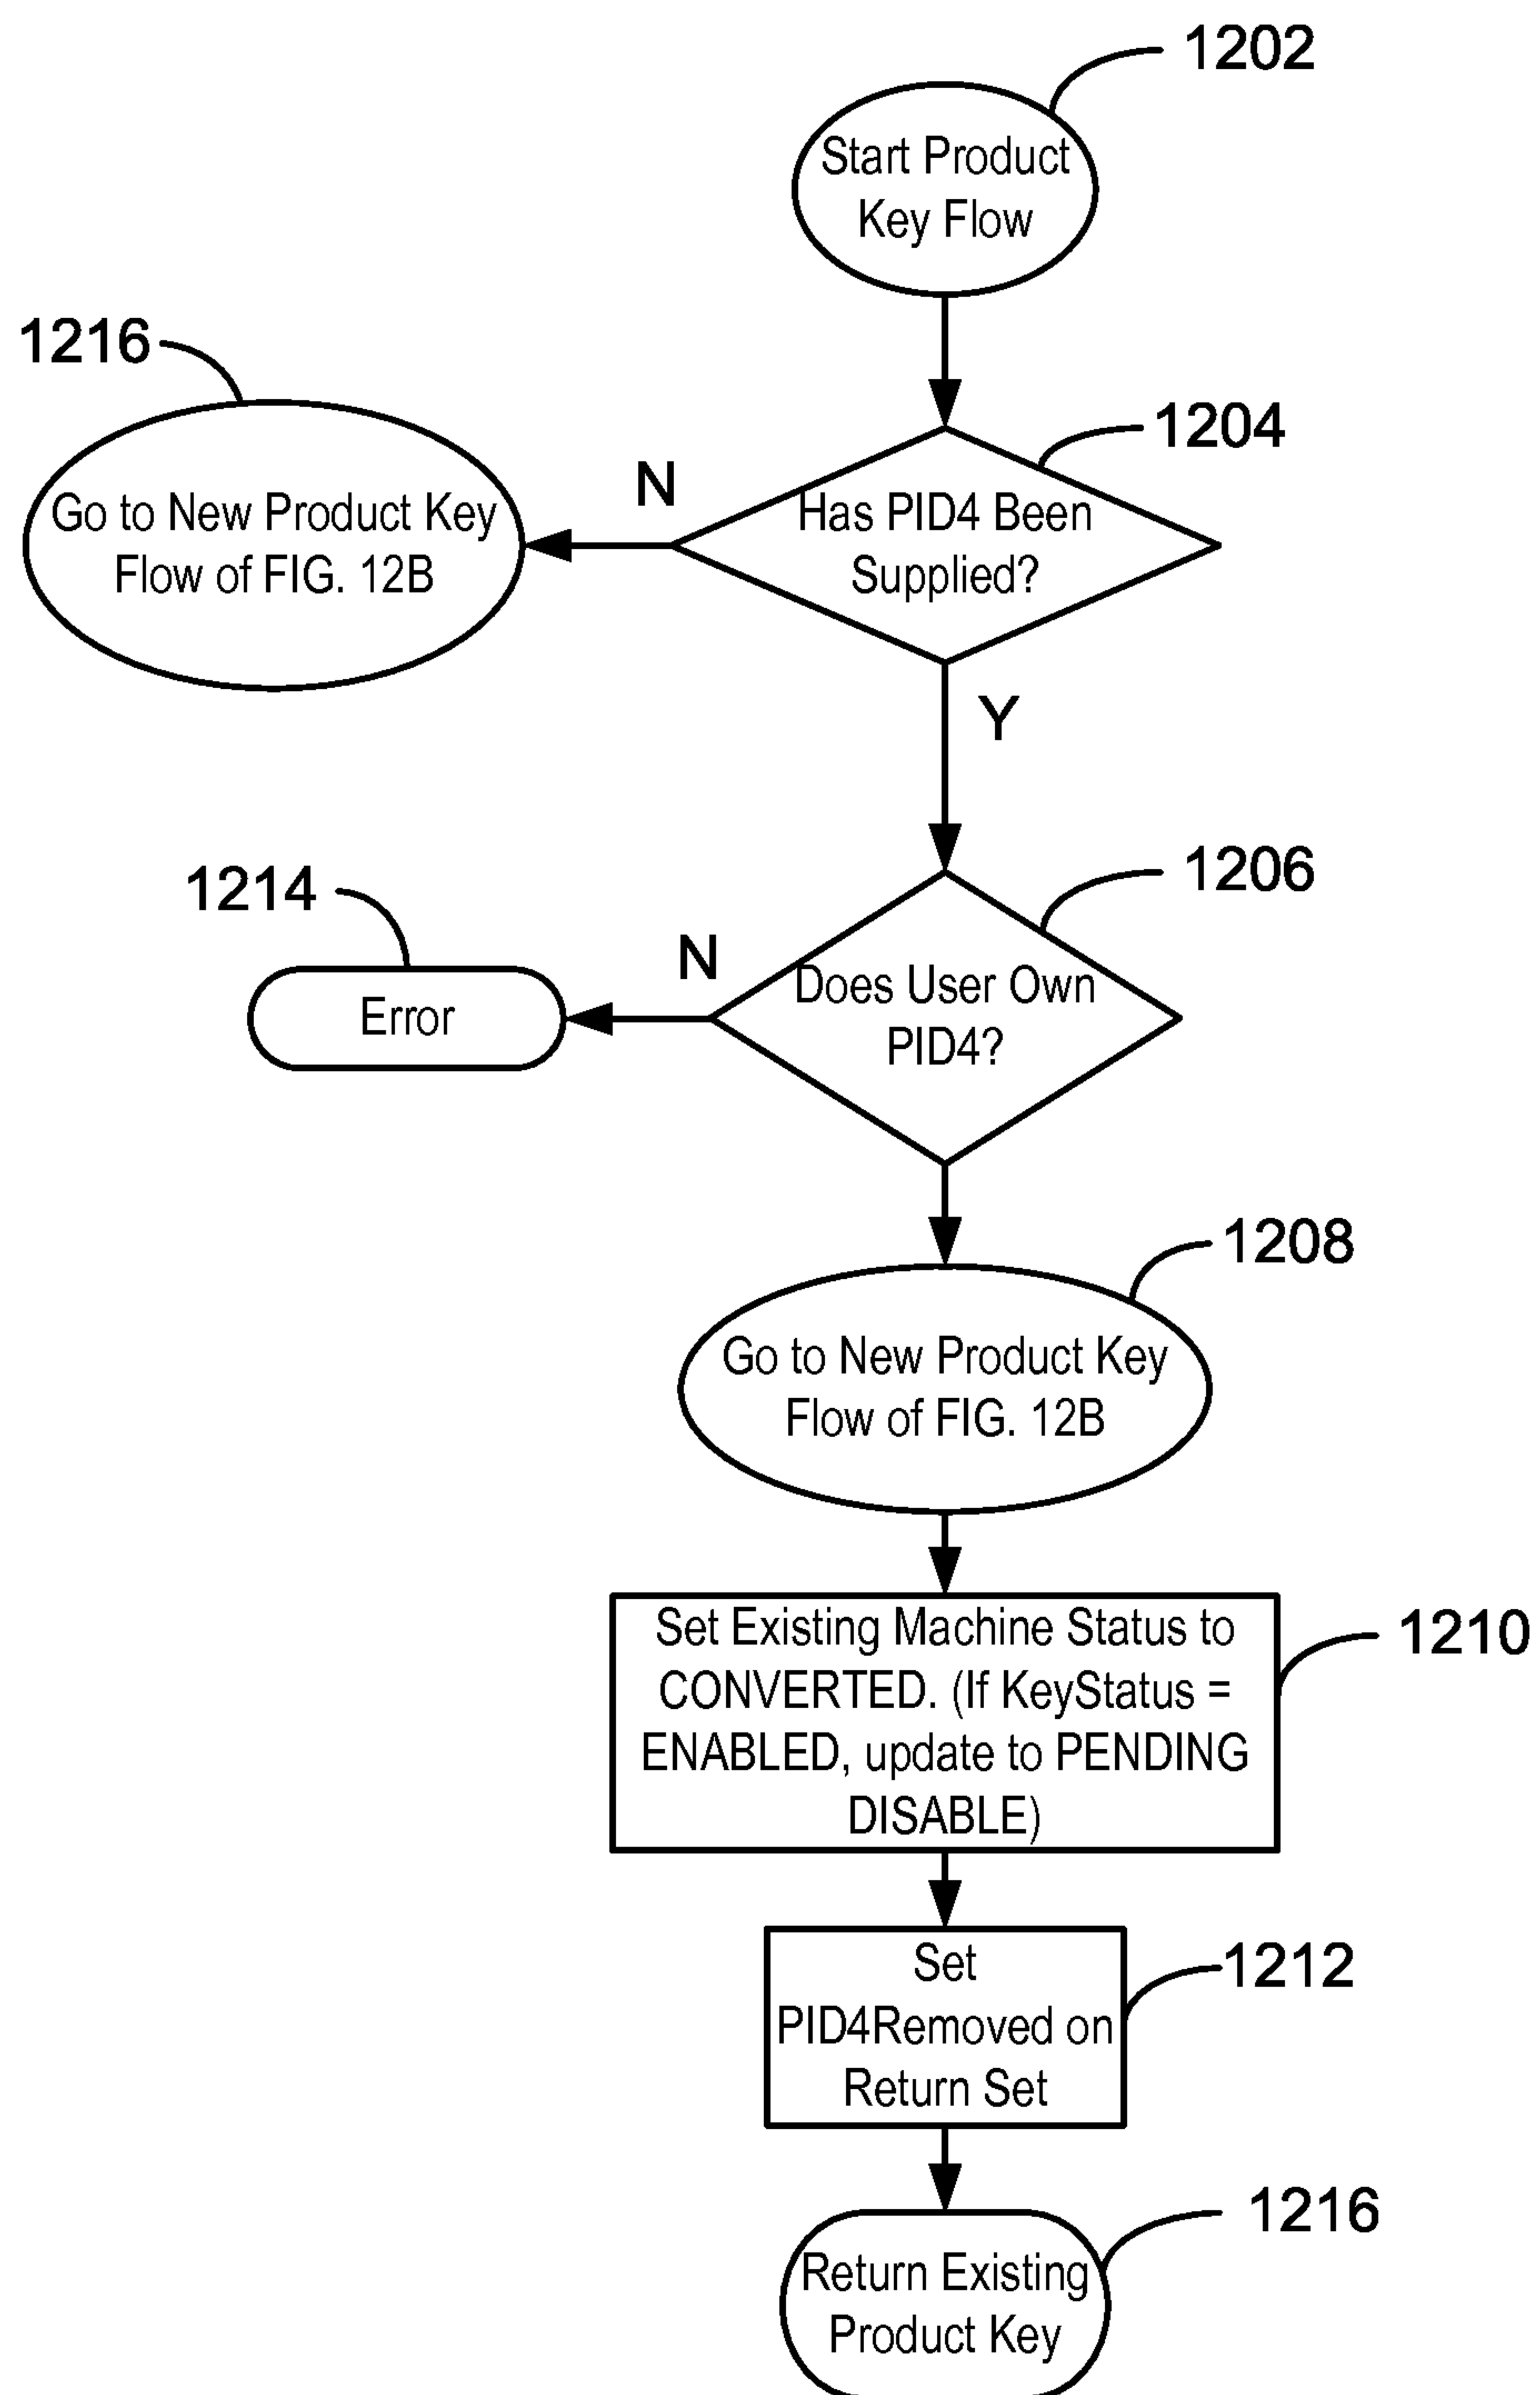 1202
Start Product
Key Flow
1216
1204
N
Go to New Product Key
Flow of FIG. 12B
Has PID4 Been
Supplied?
Y
1206
1214
N
Error
Does User Own
PID4?
1208
Go to New Product Key
Flow of FIG. 12B
Set Existing Machine Status to
CONVERTED. (If KeyStatus =
ENABLED, update to PENDING
DISABLE)
1210
Set
PID4Removed on
Return Set
1212
1216
Return Existing
Product Key